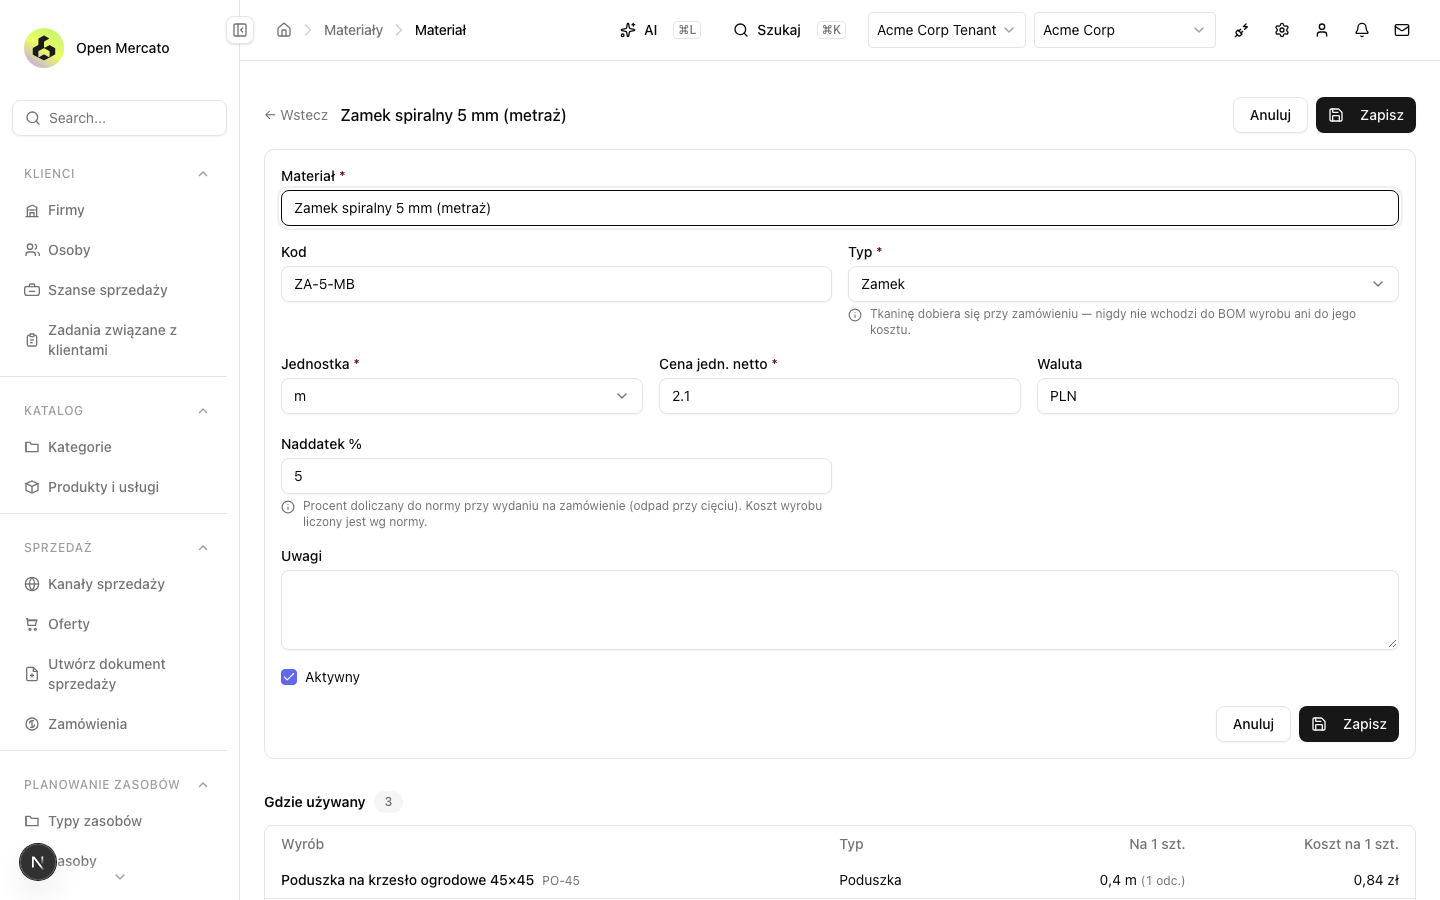 Open Mercato
Search...
KLIENCI
Firmy
Osoby
Szanse sprzedaży
Zadania związane z
klientami
KATALOG
Kategorie
Produkty i usługi
SPRZEDAŻ
Kanały sprzedaży
Oferty
Utwórz dokument
sprzedaży
Zamówienia
PLANOWANIE ZASOBÓW
Typy zasobów
N
asoby
Materiały
Materiał
AI ⌘L
Szukaj ⌘K
Acme Corp Tenant
Acme Corp
← Wstecz Zamek spiralny 5 mm (metraż)
Anuluj
Zapisz
Materiał *
Zamek spiralny 5 mm (metraż)
Kod
ZA-5-MB
Typ *
Zamek
Tkaninę dobiera się przy zamówieniu — nigdy nie wchodzi do BOM wyrobu ani do jego
kosztu.
Jednostka *
m
Cena jedn. netto *
2.1
Waluta
PLN
Naddatek %
5
Procent doliczany do normy przy wydaniu na zamówienie (odpad przy cięciu). Koszt wyrobu
liczony jest wg normy.
Uwagi
Aktywny
Anuluj
Zapisz
Gdzie używany 3
Wyrób Typ Na 1 szt. Koszt na 1 szt.
Poduszka na krzesło ogrodowe 45×45 PO-45 Poduszka 0,4 m (1 odc.) 0,84 zł